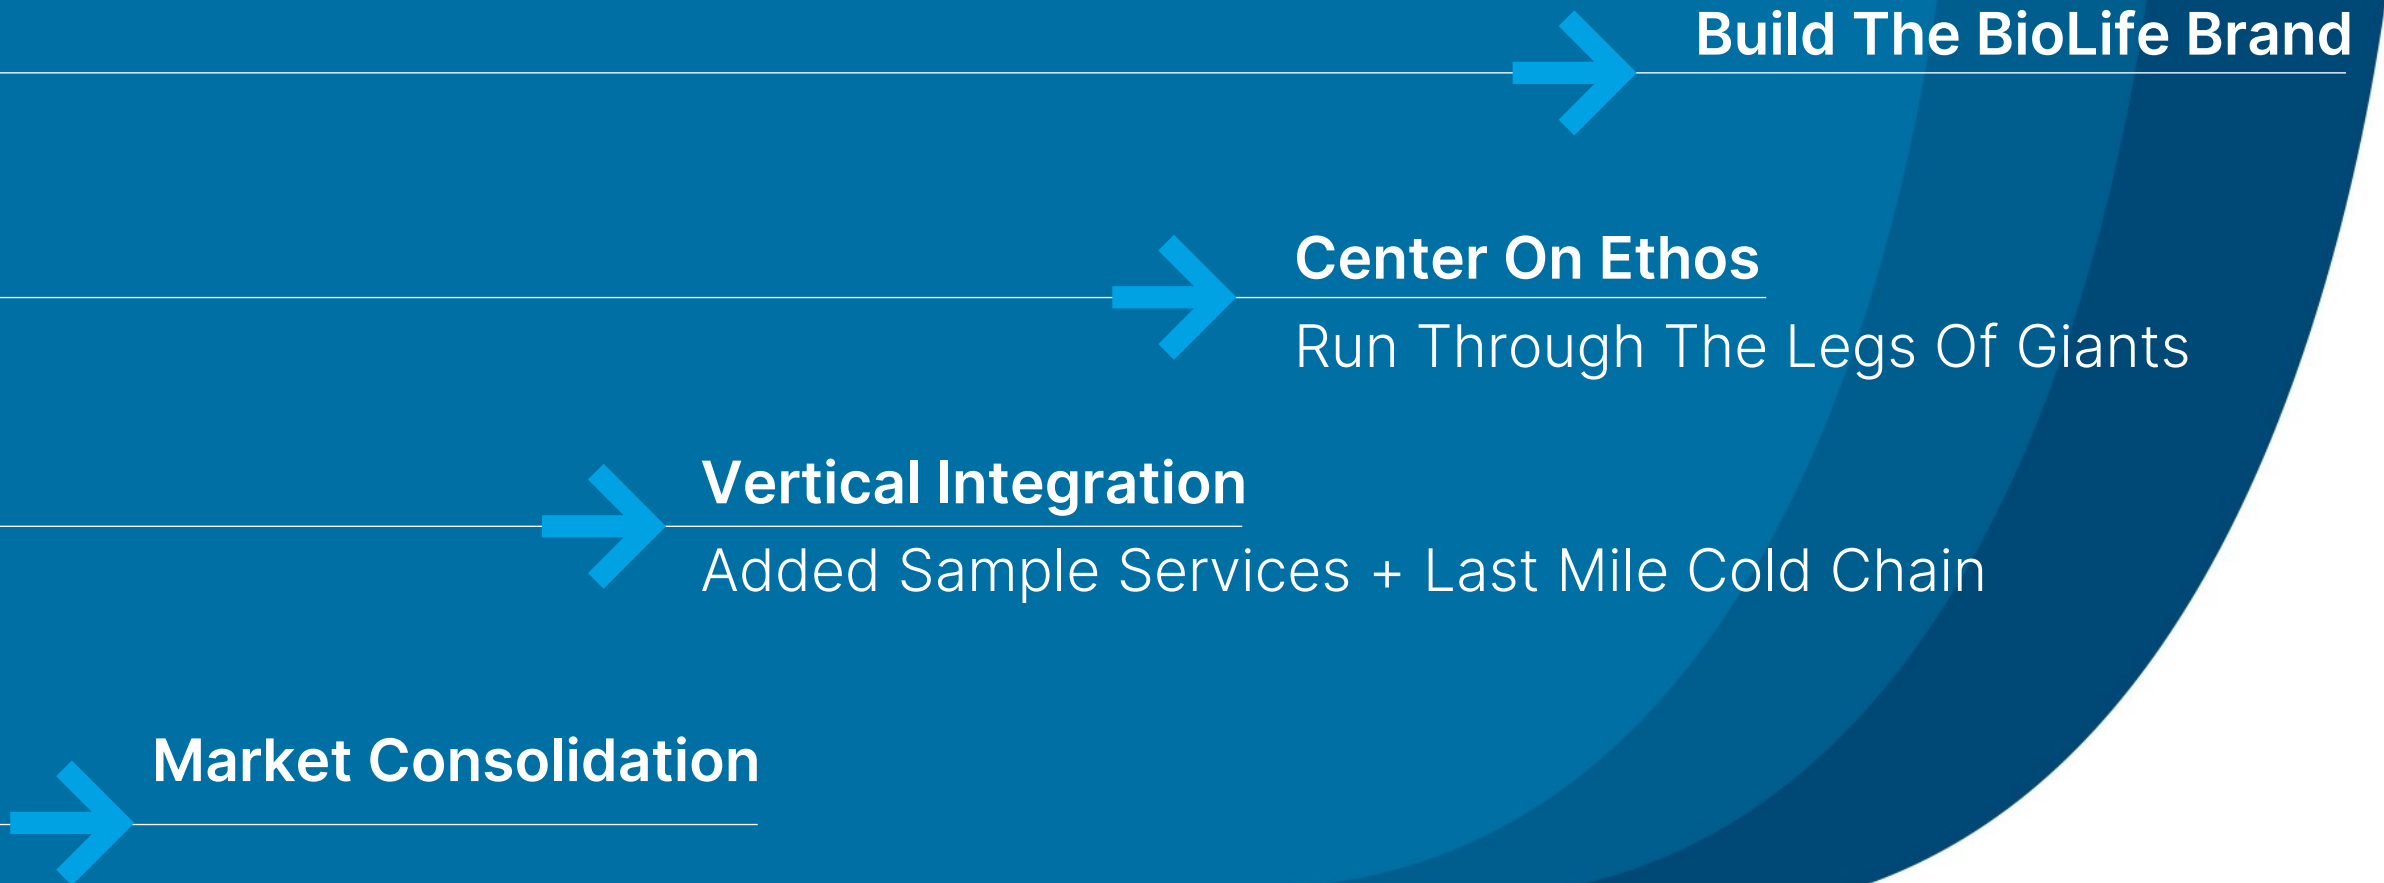 Build The BioLife Brand
Center On Ethos
Run Through The Legs Of Giants
Vertical Integration
Added Sample Services + Last Mile Cold Chain
Market Consolidation